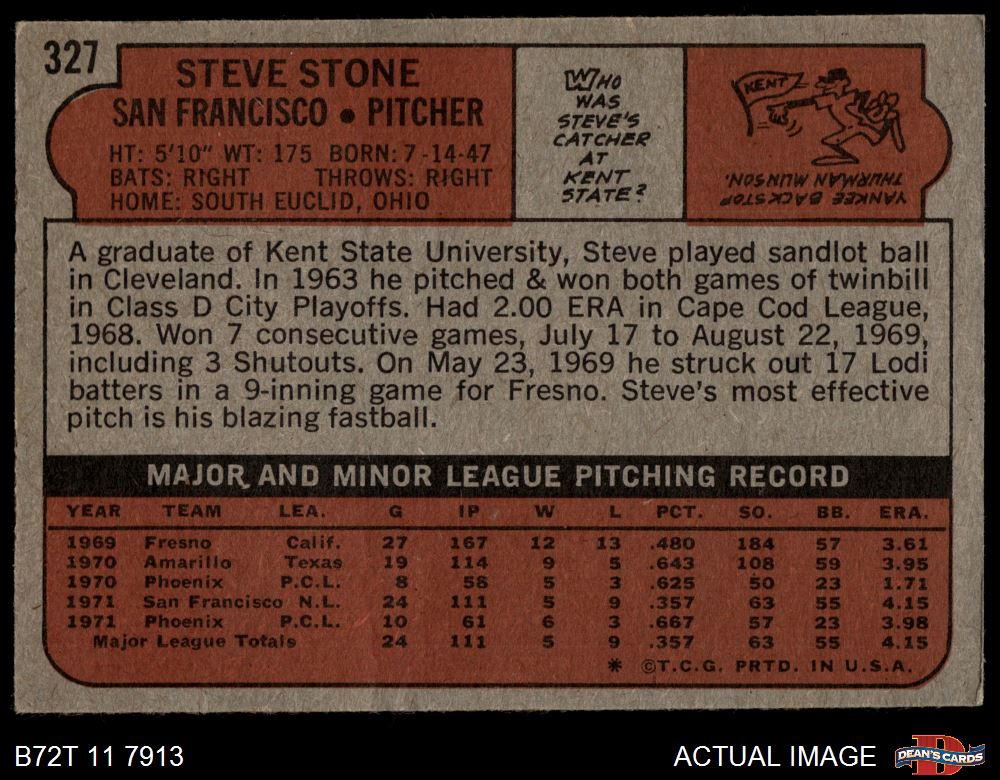 327
STEVE STONE
SAN FRANCISCO • PITCHER
HT: 5'10" WT: 175 BORN: 7-14-47
BATS: RIGHT THROWS: RIGHT
HOME: SOUTH EUCLID, OHIO
WHO
WAS
STEVE'S
CATCHER
AT
KENT
STATE?
KENT
YANKEE BACKSTOP
THURMAN MUNSON.
A graduate of Kent State University, Steve played sandlot ball
in Cleveland. In 1963 he pitched & won both games of twinbill
in Class D City Playoffs. Had 2.00 ERA in Cape Cod League,
1968. Won 7 consecutive games, July 17 to August 22, 1969,
including 3 Shutouts. On May 23, 1969 he struck out 17 Lodi
batters in a 9-inning game for Fresno. Steve's most effective
pitch is his blazing fastball.
MAJOR AND MINOR LEAGUE PITCHING RECORD
YEAR TEAM LEA. G IP W L PCT. SO. BB. ERA.
1969 Fresno Calif. 27 167 12 13 .480 184 57 3.61
1970 Amarillo Texas 19 114 9 5 .643 108 59 3.95
1970 Phoenix P.C.L. 8 58 5 3 .625 50 23 1.71
1971 San Francisco N.L. 24 111 5 9 .357 63 55 4.15
1971 Phoenix P.C.L. 10 61 6 3 .667 57 23 3.98
Major League Totals 24 111 5 9 .357 63 55 4.15
* ©T.C.G. PRTD. IN U.S.A.
B72T 11 7913 ACTUAL IMAGE DEAN'S CARDS